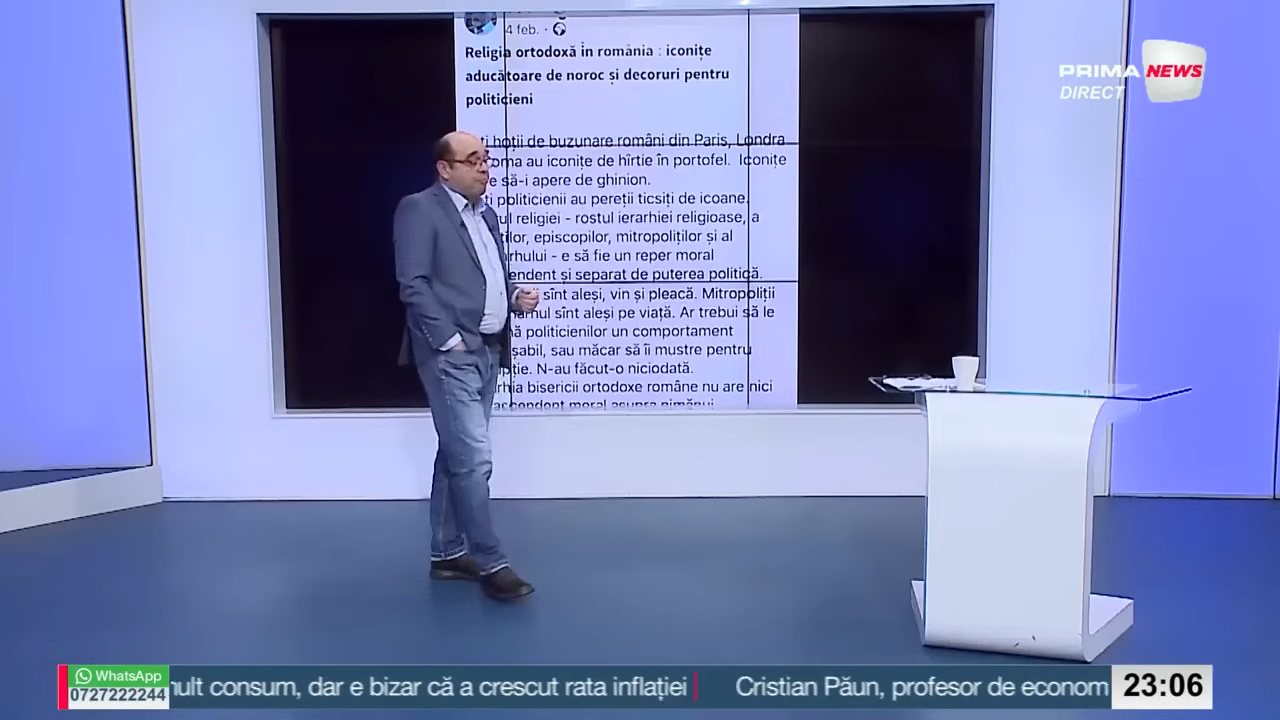 4 feb. ·
Religia ortodoxă în românia : iconițe
aducătoare de noroc și decoruri pentru
politicieni
hoții de buzunare români din Paris, Londra
au iconițe de hîrtie în portofel. Iconițe
să-i apere de ghinion.
politicienii au pereții ticsiți de icoane.
religiei - rostul ierarhiei religioase, a
episcopilor, mitropoliților și al
- e să fie un reper moral
și separat de puterea politică.
sînt aleși, vin și pleacă. Mitropoliții
sînt aleși pe viață. Ar trebui să le
politicienilor un comportament
sau măcar să îi mustre pentru
N-au făcut-o niciodată.
bisericii ortodoxe române nu are nici
ascendent moral asupra nimănui
PRIMA NEWS
DIRECT
WhatsApp
0727222244
mult consum, dar e bizar că a crescut rata inflației | Cristian Păun, profesor de econom
23:06